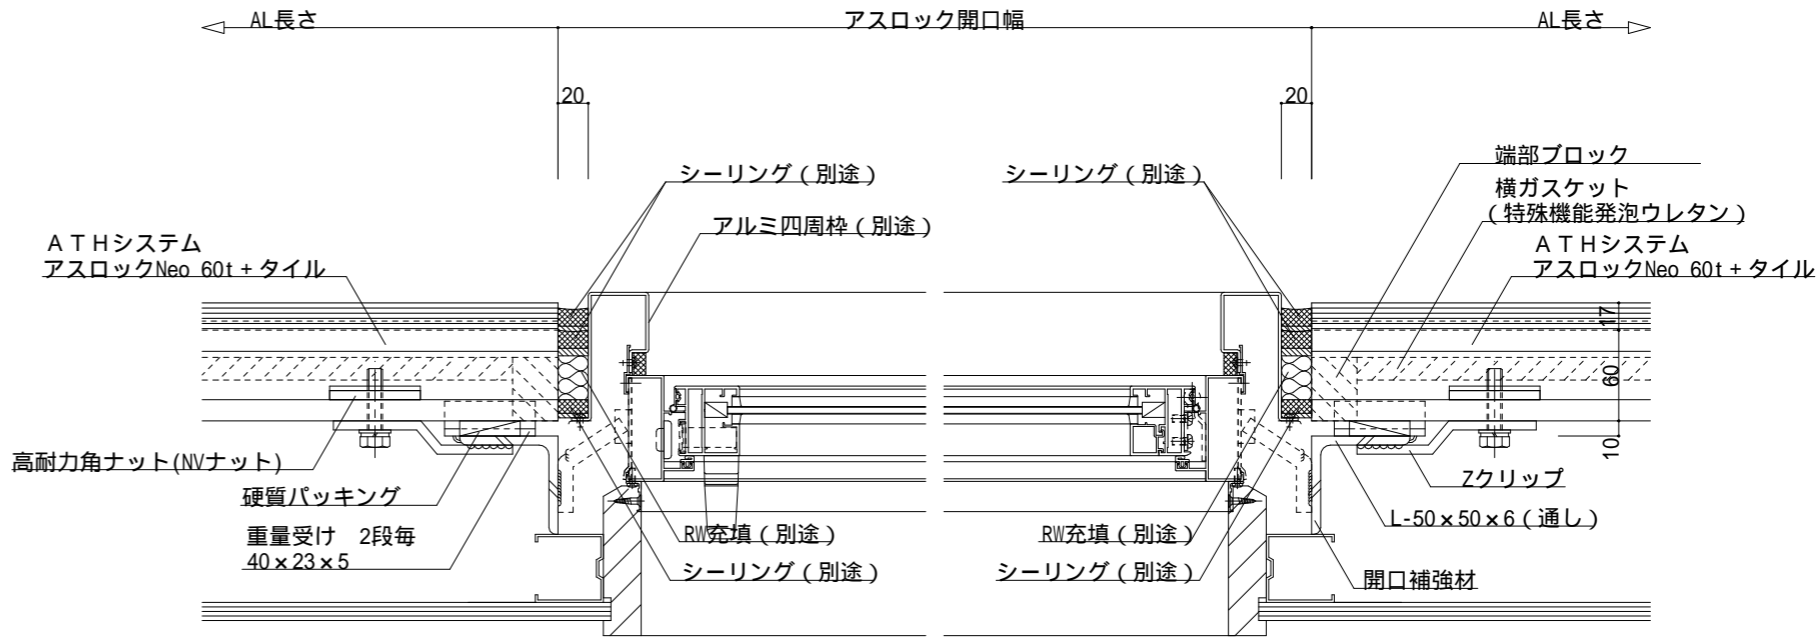 AL長さ
アスロック開口幅
AL長さ
20
20
シーリング(別途)
シーリング(別途)
端部ブロック
横ガスケット
(特殊機能発泡ウレタン)
アルミ四周枠(別途)
ATHシステム
アスロックNeo 60t+タイル
ATHシステム
アスロックNeo 60t+タイル
17
60
10
高耐力角ナット(NVナット)
硬質パッキング
重量受け 2段毎
40×23×5
RW充填(別途)
シーリング(別途)
RW充填(別途)
シーリング(別途)
Zクリップ
L-50×50×6(通し)
開口補強材